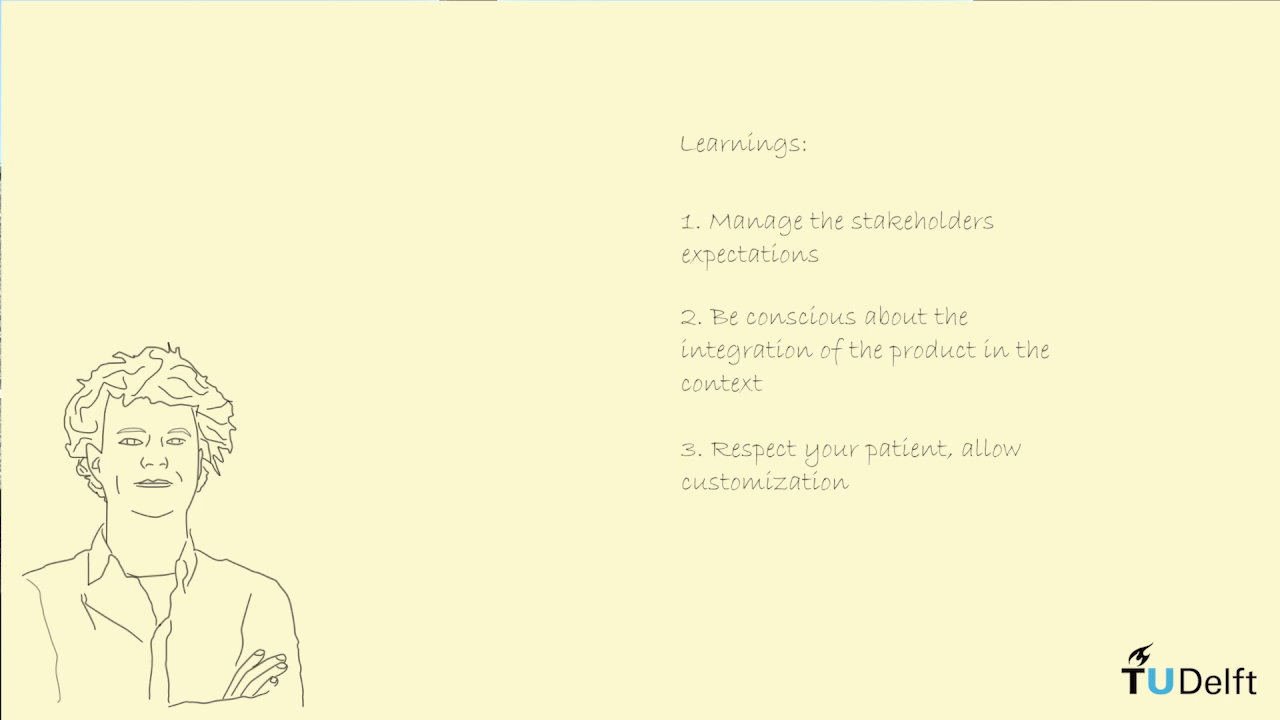 Learnings:
1. Manage the stakeholders
expectations
2. Be conscious about the
integration of the product in the
context
3. Respect your patient, allow
customization
TUDelft